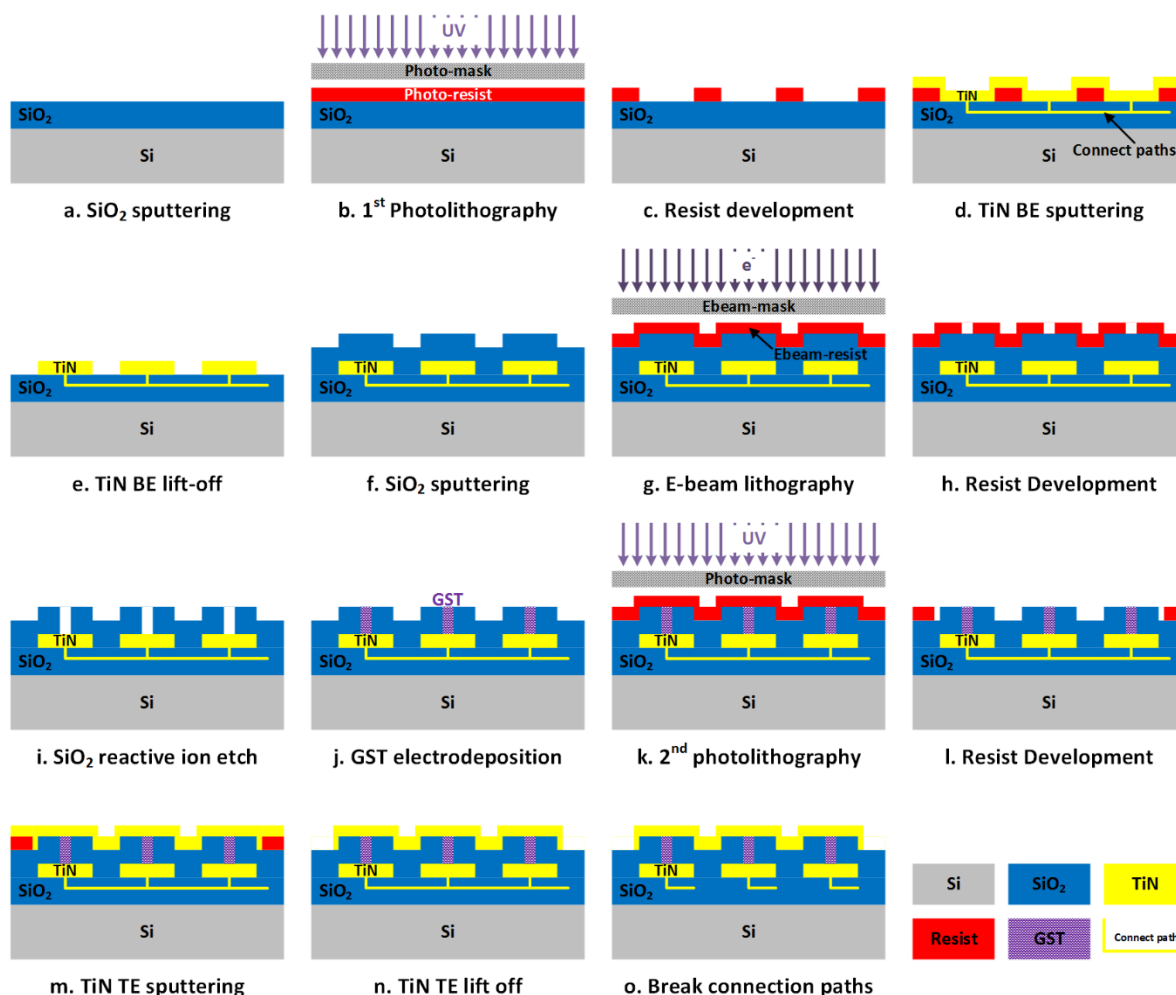 SiO₂
Si
a. SiO₂ sputtering
UV
Photo-mask
Photo-resist
SiO₂
Si
b. 1ˢᵗ Photolithography
SiO₂
Si
c. Resist development
TiN
SiO₂
Connect paths
Si
d. TiN BE sputtering
TiN
SiO₂
Si
e. TiN BE lift-off
TiN
SiO₂
Si
f. SiO₂ sputtering
e⁻
Ebeam-mask
Ebeam-resist
TiN
SiO₂
Si
g. E-beam lithography
TiN
SiO₂
Si
h. Resist Development
TiN
SiO₂
Si
i. SiO₂ reactive ion etch
GST
TiN
SiO₂
Si
j. GST electrodeposition
UV
Photo-mask
TiN
SiO₂
Si
k. 2ⁿᵈ photolithography
TiN
SiO₂
Si
l. Resist Development
TiN
SiO₂
Si
m. TiN TE sputtering
TiN
SiO₂
Si
n. TiN TE lift off
TiN
SiO₂
Si
o. Break connection paths
Si
SiO₂
TiN
Resist
GST
Connect path